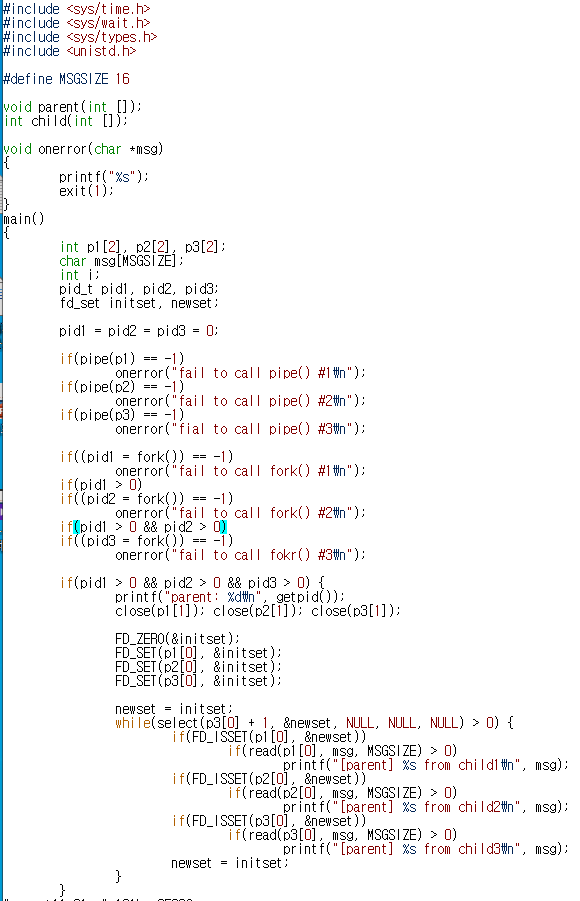 #include <sys/time.h>
#include <sys/wait.h>
#include <sys/types.h>
#include <unistd.h>

#define MSGSIZE 16

void parent(int []);
int child(int []);

void onerror(char *msg)
{
        printf("%s");
        exit(1);
}
main()
{
        int p1[2], p2[2], p3[2];
        char msg[MSGSIZE];
        int i;
        pid_t pid1, pid2, pid3;
        fd_set initset, newset;

        pid1 = pid2 = pid3 = 0;

        if(pipe(p1) == -1)
                onerror("fail to call pipe() #1₩n");
        if(pipe(p2) == -1)
                onerror("fail to call pipe() #2₩n");
        if(pipe(p3) == -1)
                onerror("fial to call pipe() #3₩n");

        if((pid1 = fork()) == -1)
                onerror("fail to call fork() #1₩n");
        if(pid1 > 0)
        if((pid2 = fork()) == -1)
                onerror("fail to call fork() #2₩n");
        if(pid1 > 0 && pid2 > 0)
        if((pid3 = fork()) == -1)
                onerror("fail to call fokr() #3₩n");

        if(pid1 > 0 && pid2 > 0 && pid3 > 0) {
                printf("parent: %d₩n", getpid());
                close(p1[1]); close(p2[1]); close(p3[1]);

                FD_ZERO(&initset);
                FD_SET(p1[0], &initset);
                FD_SET(p2[0], &initset);
                FD_SET(p3[0], &initset);

                newset = initset;
                while(select(p3[0] + 1, &newset, NULL, NULL, NULL) > 0) {
                        if(FD_ISSET(p1[0], &newset))
                                if(read(p1[0], msg, MSGSIZE) > 0)
                                        printf("[parent] %s from child1₩n", msg);
                        if(FD_ISSET(p2[0], &newset))
                                if(read(p2[0], msg, MSGSIZE) > 0)
                                        printf("[parent] %s from child2₩n", msg);
                        if(FD_ISSET(p3[0], &newset))
                                if(read(p3[0], msg, MSGSIZE) > 0)
                                        printf("[parent] %s from child3₩n", msg);
                        newset = initset;
                }
        }